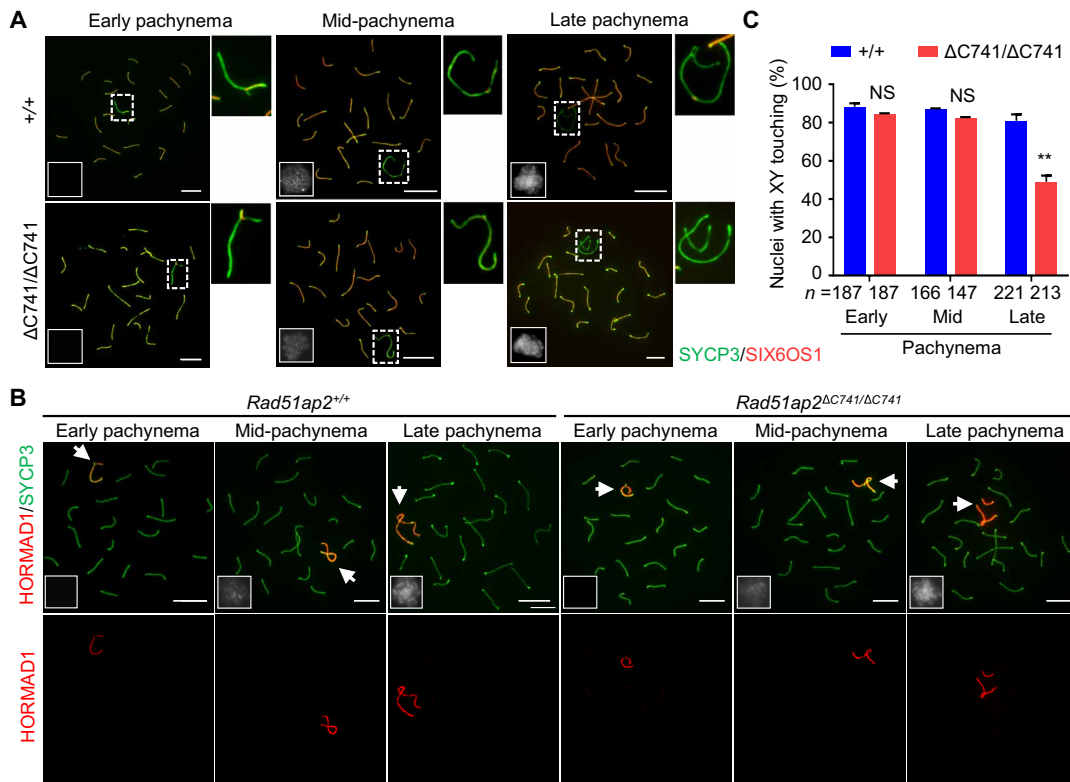 A
Early pachynema
Mid-pachynema
Late pachynema
+/+
ΔC741/ΔC741
SYCP3/SIX6OS1
C
+/+
ΔC741/ΔC741
Nuclei with XY touching (%)
100
80
60
40
20
0
NS
NS
**
n =187 187
166 147
221 213
Early
Mid
Late
Pachynema
B
Rad51ap2+/+
Rad51ap2ΔC741/ΔC741
Early pachynema
Mid-pachynema
Late pachynema
Early pachynema
Mid-pachynema
Late pachynema
HORMAD1/SYCP3
HORMAD1